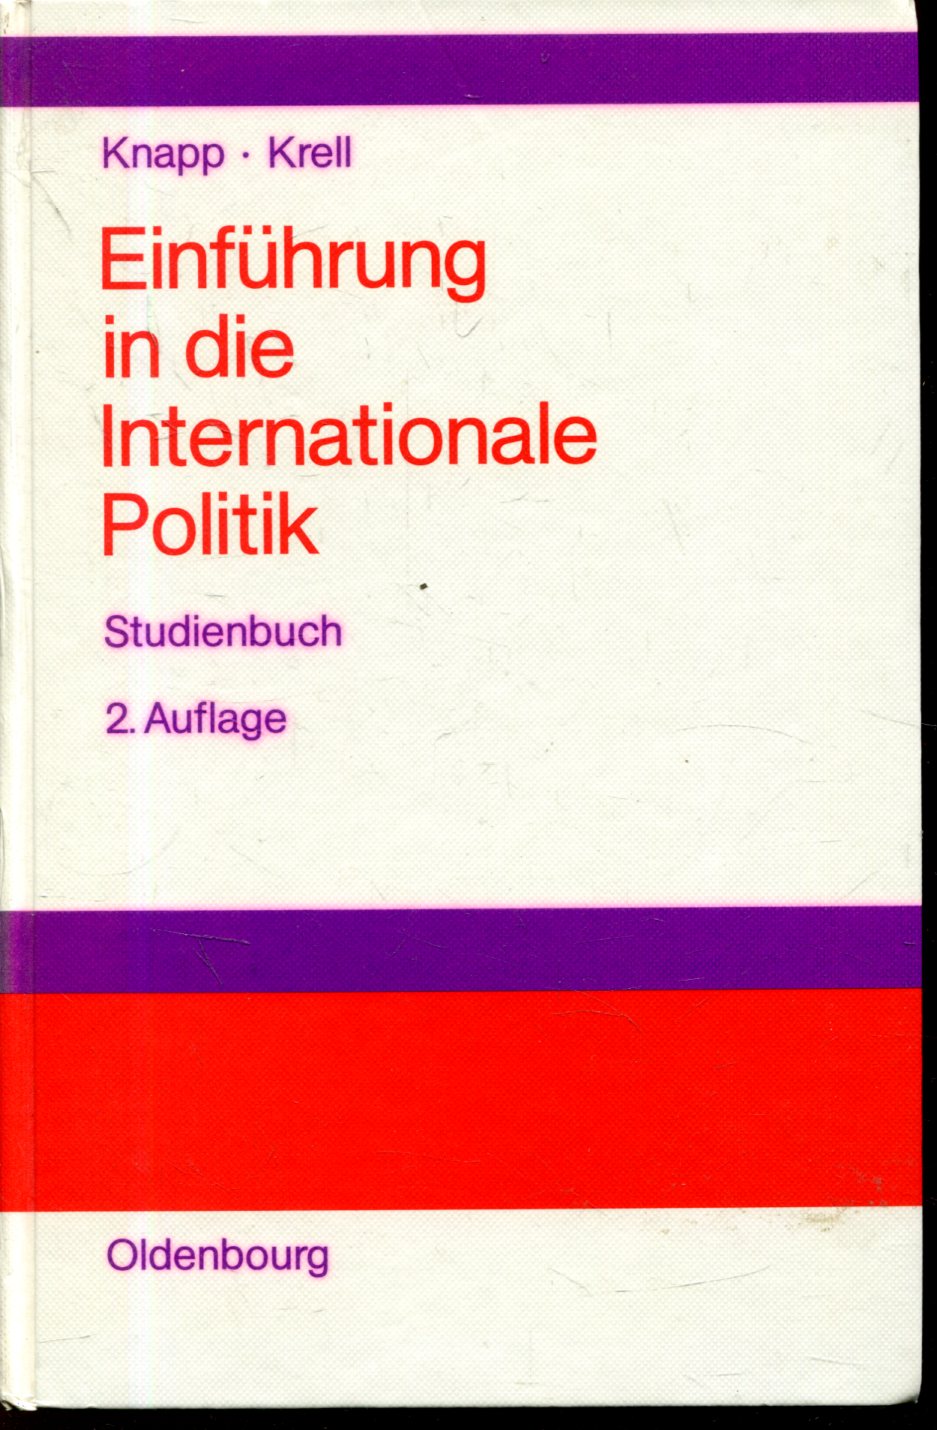 Knapp · Krell
Einführung
in die
Internationale
Politik
Studienbuch
2. Auflage
Oldenbourg